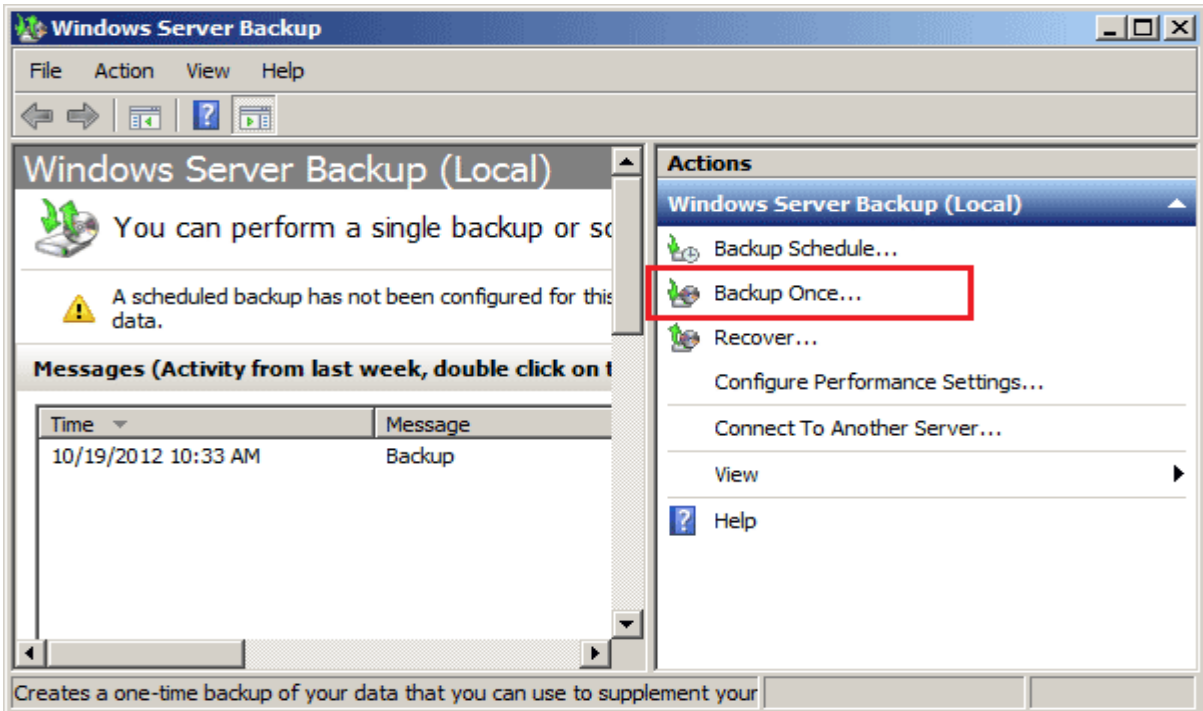 Windows Server Backup
File Action View Help
Windows Server Backup (Local)
You can perform a single backup or sc
A scheduled backup has not been configured for this
data.
Messages (Activity from last week, double click on t
Time Message
10/19/2012 10:33 AM Backup
Actions
Windows Server Backup (Local)
Backup Schedule...
Backup Once...
Recover...
Configure Performance Settings...
Connect To Another Server...
View
Help
Creates a one-time backup of your data that you can use to supplement your